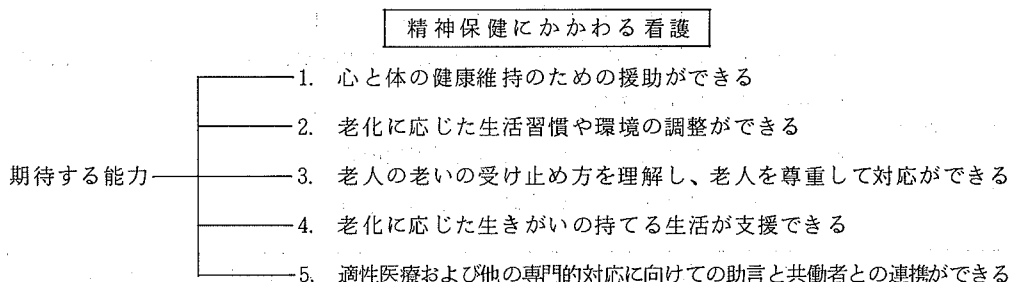 精神保健にかかわる看護
1. 心と体の健康維持のための援助ができる
2. 老化に応じた生活習慣や環境の調整ができる
期待する能力 3. 老人の老いの受け止め方を理解し、老人を尊重して対応ができる
4. 老化に応じた生きがいの持てる生活が支援できる
5. 適性医療および他の専門的対応に向けての助言と共働者との連携ができる